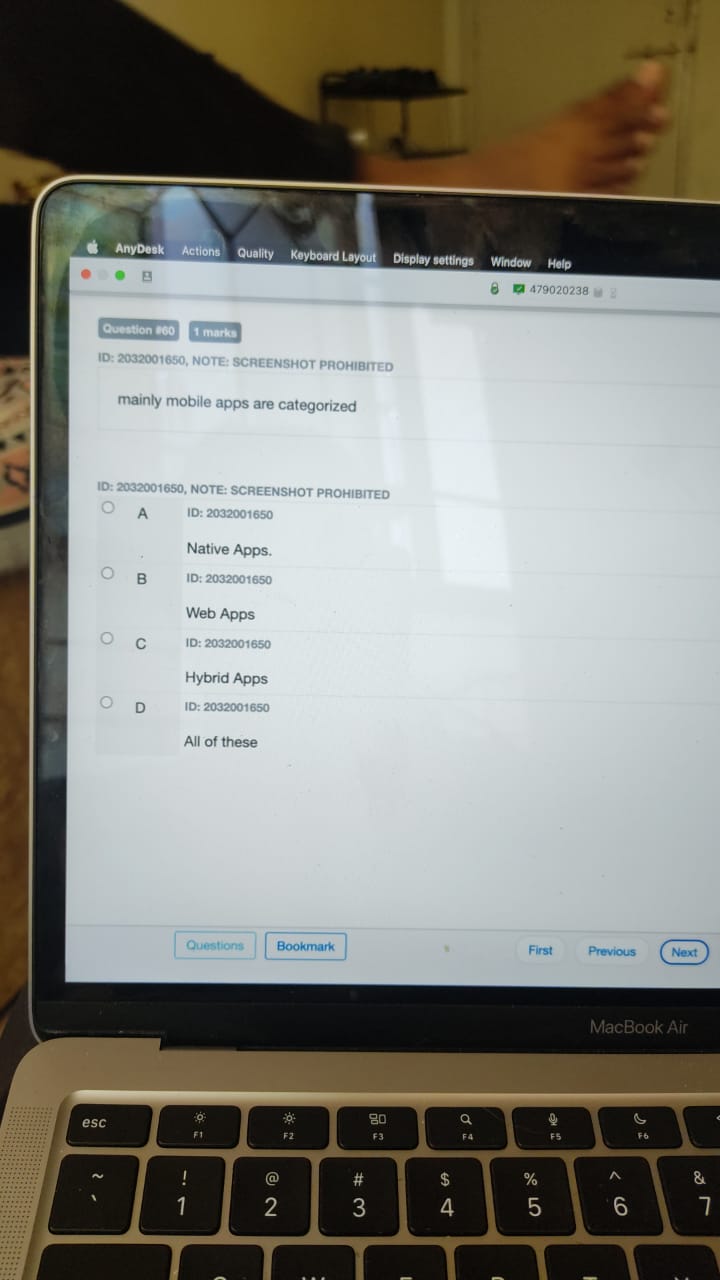 AnyDesk Actions Quality Keyboard Layout Display settings Window Help
479020238
Question #60 1 marks
ID: 2032001650, NOTE: SCREENSHOT PROHIBITED
mainly mobile apps are categorized
ID: 2032001650, NOTE: SCREENSHOT PROHIBITED
A ID: 2032001650
Native Apps.
B ID: 2032001650
Web Apps
C ID: 2032001650
Hybrid Apps
D ID: 2032001650
All of these
Questions Bookmark First Previous Next
MacBook Air
esc F1 F2 F3 F4 F5 F6
~ ! @ # $ % ^ &
` 1 2 3 4 5 6 7